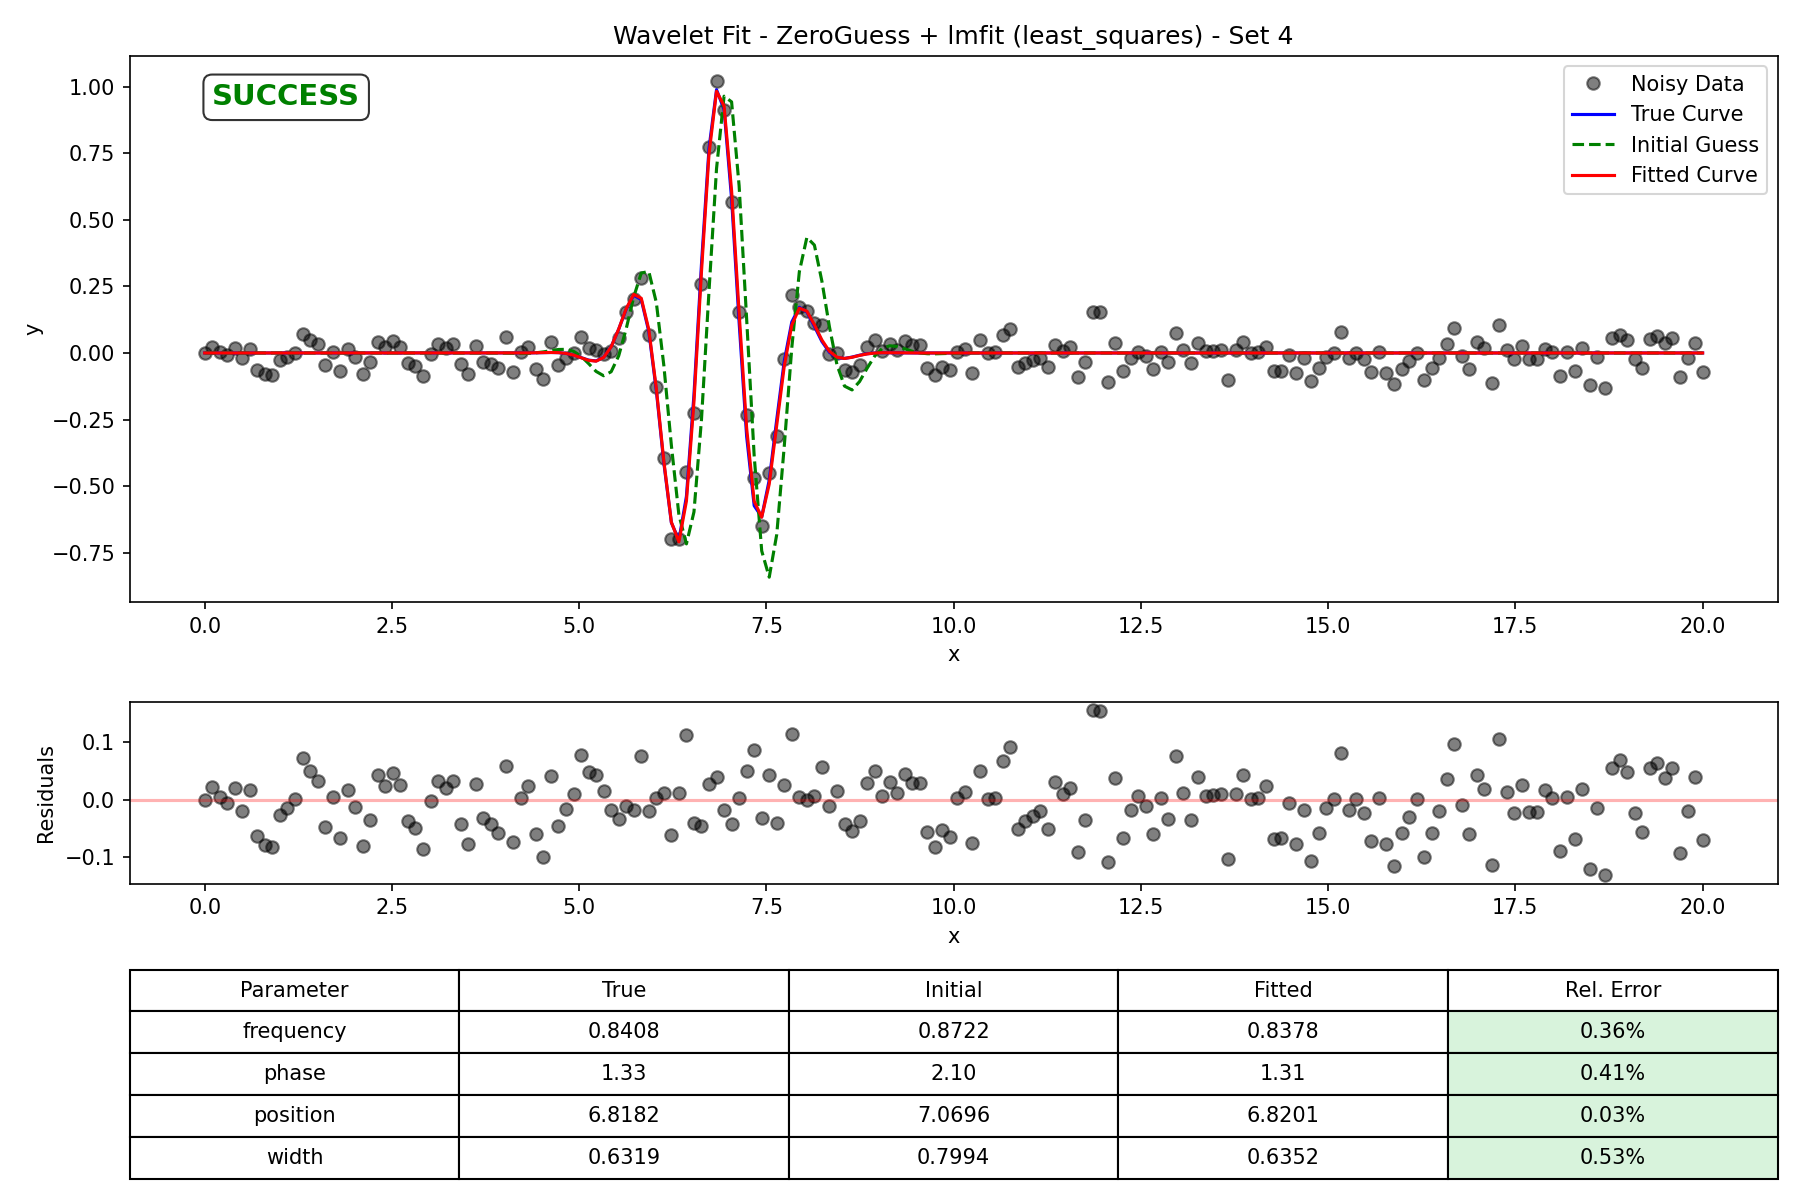 Wavelet Fit - ZeroGuess + lmfit (least_squares) - Set 4
SUCCESS
Noisy Data
True Curve
Initial Guess
Fitted Curve
1.00
0.75
0.50
0.25
0.00
−0.25
−0.50
−0.75
y
0.0 2.5 5.0 7.5 10.0 12.5 15.0 17.5 20.0
x
0.1
0.0
−0.1
Residuals
0.0 2.5 5.0 7.5 10.0 12.5 15.0 17.5 20.0
x
Parameter True Initial Fitted Rel. Error
frequency 0.8408 0.8722 0.8378 0.36%
phase 1.33 2.10 1.31 0.41%
position 6.8182 7.0696 6.8201 0.03%
width 0.6319 0.7994 0.6352 0.53%